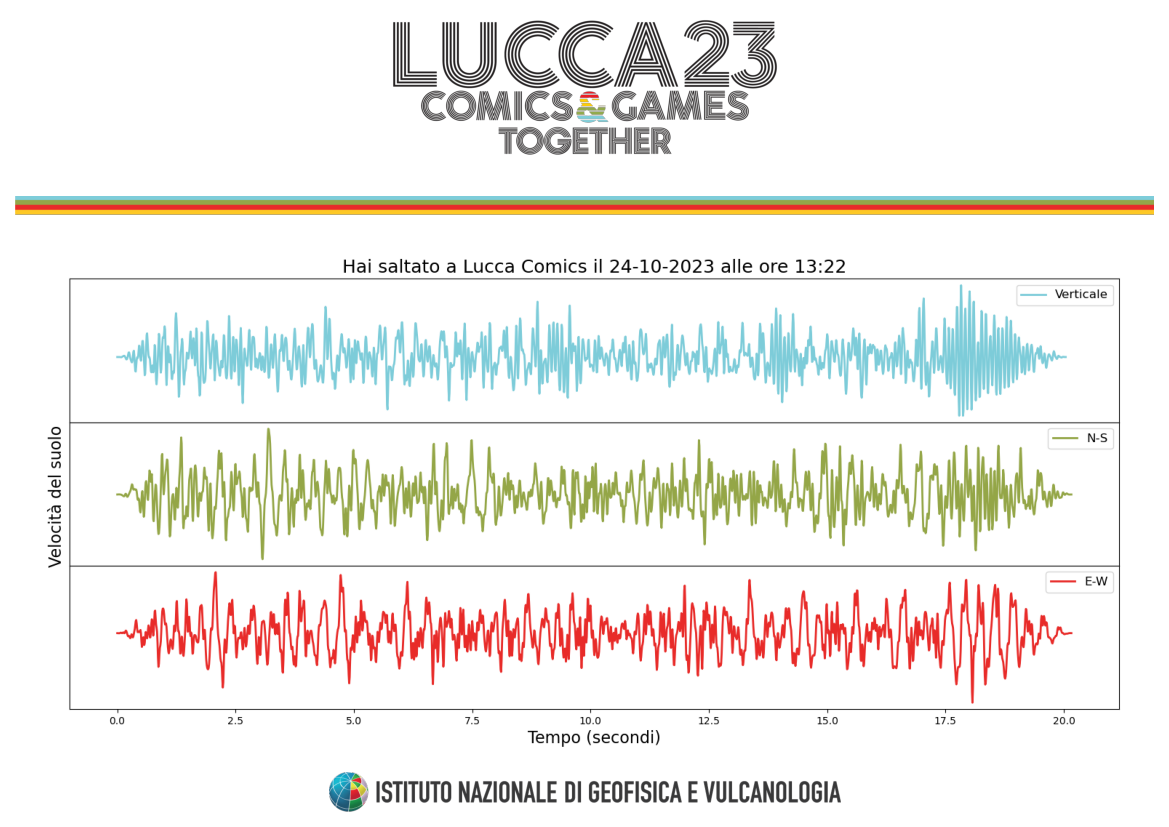 LUCCA 23
COMICS & GAMES
TOGETHER
Hai saltato a Lucca Comics il 24-10-2023 alle ore 13:22
Verticale
N-S
E-W
Velocità del suolo
0.0 2.5 5.0 7.5 10.0 12.5 15.0 17.5 20.0
Tempo (secondi)
ISTITUTO NAZIONALE DI GEOFISICA E VULCANOLOGIA